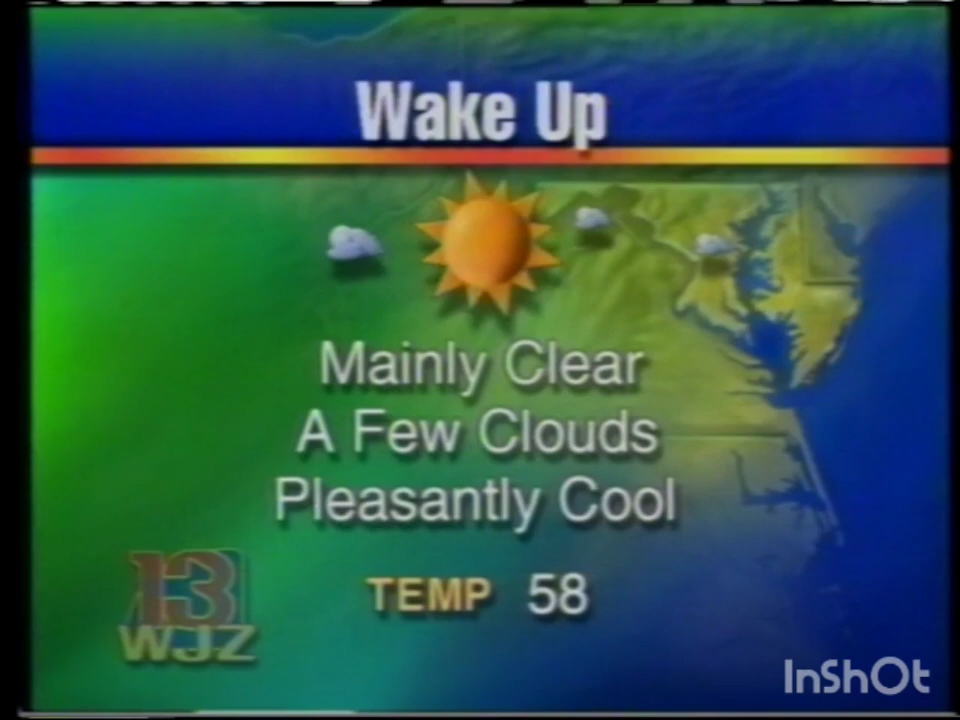 Wake Up
Mainly Clear
A Few Clouds
Pleasantly Cool
TEMP 58
13
WJZ
InShOt